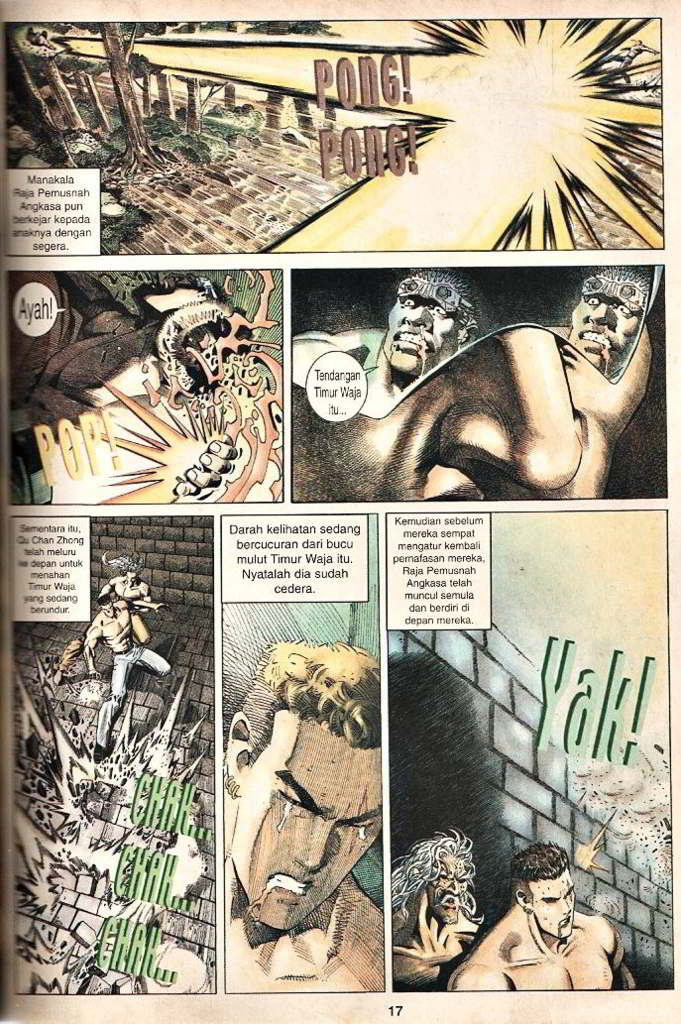 PONG!
PONG!
Manakala
Raja Pemusnah
Angkasa pun
berkejar kepada
anaknya dengan
segera.
Ayah!
POP!
Tendangan
Timur Waja
itu...
Sementara itu,
Qu Chan Zhong
telah meluru
ke depan untuk
menahan
Timur Waja
yang sedang
berundur.
CHAK...
CHAK...
CHAK...
Darah kelihatan sedang
bercucuran dari bucu
mulut Timur Waja itu.
Nyatalah dia sudah
cedera.
Kemudian sebelum
mereka sempat
mengatur kembali
pernafasan mereka,
Raja Pemusnah
Angkasa telah
muncul semula
dan berdiri di
depan mereka.
Yak!
17